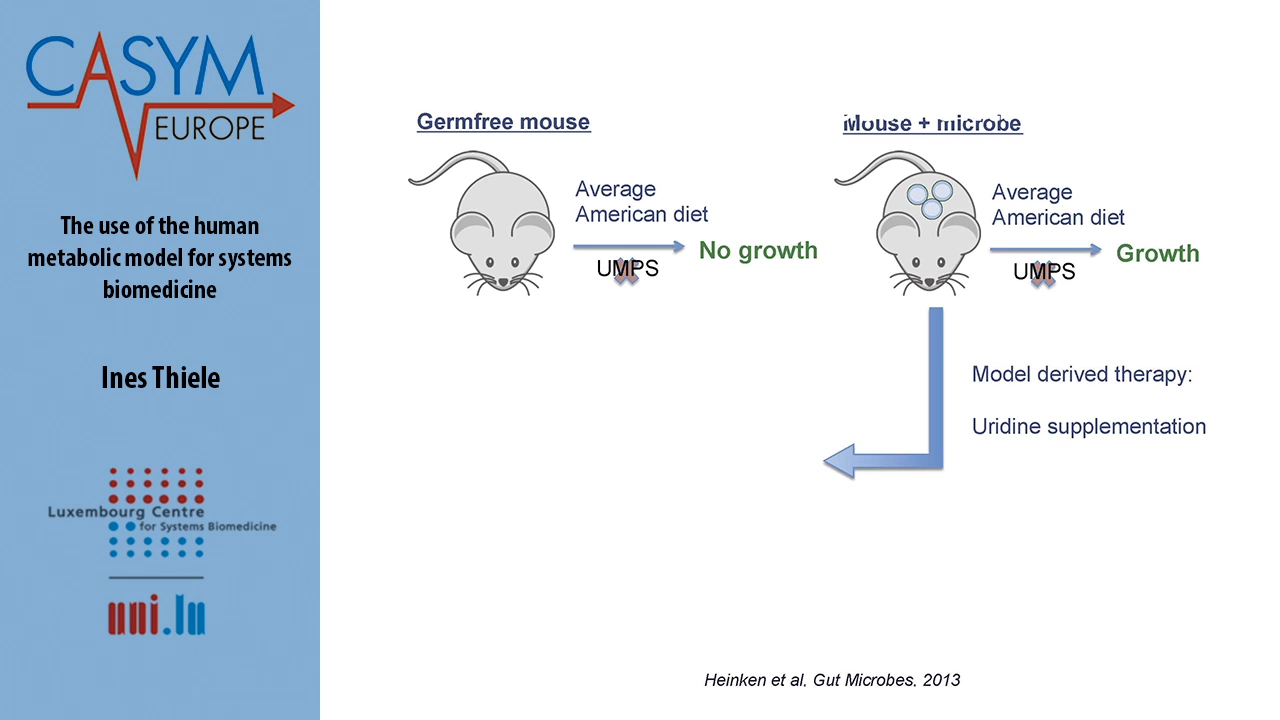 CASYM
EUROPE
The use of the human
metabolic model for systems
biomedicine
Ines Thiele
Luxembourg Centre
for Systems Biomedicine
uni.lu
Germfree mouse
Average
American diet
UMPS
No growth
Mouse + microbe
Average
American diet
UMPS
Growth
Model derived therapy:
Uridine supplementation
Heinken et al, Gut Microbes, 2013